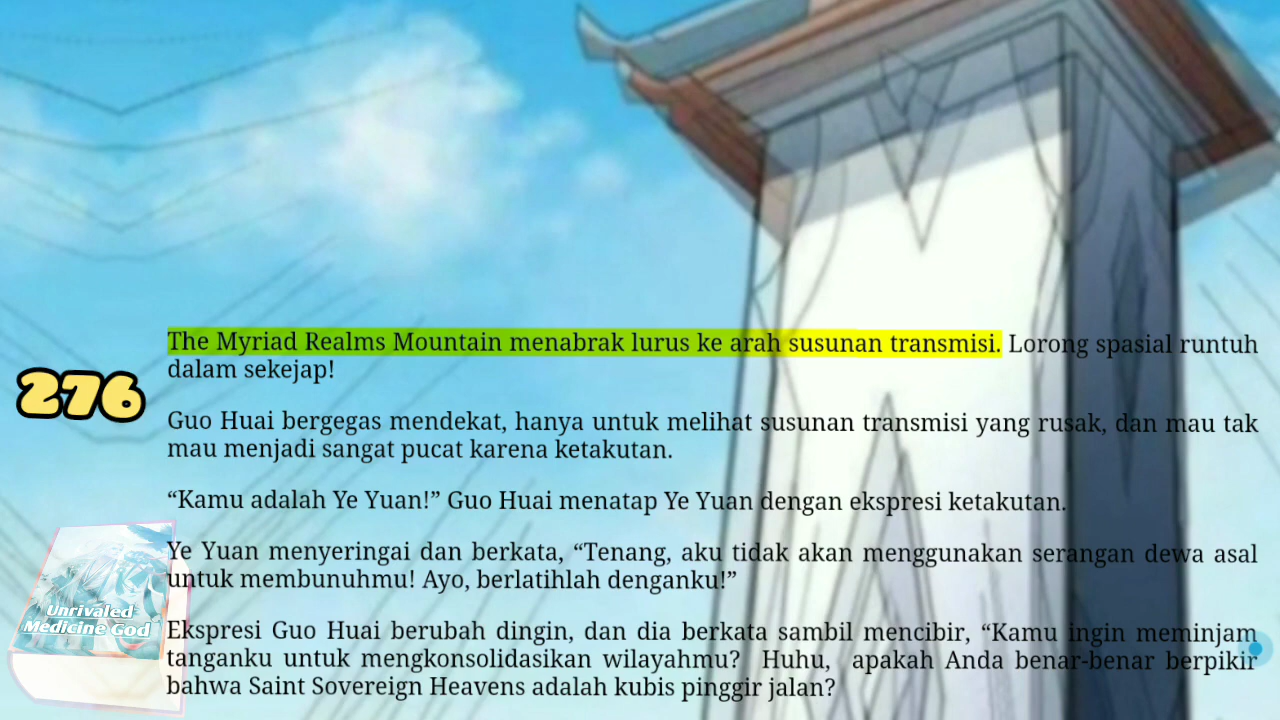 The Myriad Realms Mountain menabrak lurus ke arah susunan transmisi. Lorong spasial runtuh
dalam sekejap!
276
Guo Huai bergegas mendekat, hanya untuk melihat susunan transmisi yang rusak, dan mau tak
mau menjadi sangat pucat karena ketakutan.
“Kamu adalah Ye Yuan!” Guo Huai menatap Ye Yuan dengan ekspresi ketakutan.
Ye Yuan menyeringai dan berkata, “Tenang, aku tidak akan menggunakan serangan dewa asal
untuk membunuhmu! Ayo, berlatihlah denganku!”
Unrivaled
Medicine God
Ekspresi Guo Huai berubah dingin, dan dia berkata sambil mencibir, “Kamu ingin meminjam
tanganku untuk mengkonsolidasikan wilayahmu?  Huhu,  apakah Anda benar-benar berpikir
bahwa Saint Sovereign Heavens adalah kubis pinggir jalan?